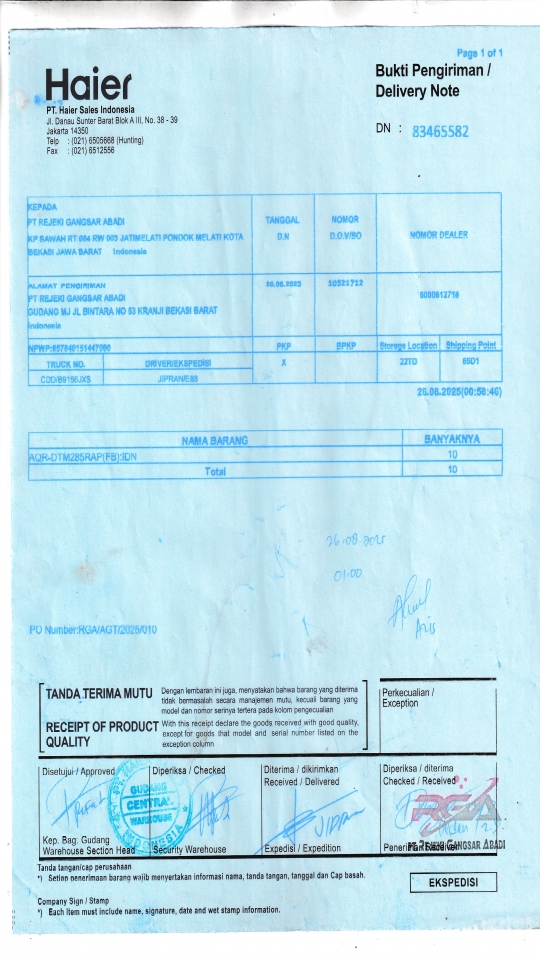 Page 1 of 1
Haier
Bukti Pengiriman /
Delivery Note
PT. Haier Sales Indonesia
Jl. Danau Sunter Barat Blok A III, No. 38 - 39
Jakarta 14350
Telp : (021) 6505668 (Hunting)
Fax : (021) 6512556
DN : 83465582
KEPADA
PT REJEKI GANGSAR ABADI
KP SAWAH RT 004 RW 003 JATIMELATI PONDOK MELATI KOTA
BEKASI JAWA BARAT Indonesia
TANGGAL
D.N
NOMOR
D.O.V/SO
NOMOR DEALER
ALAMAT PENGIRIMAN
PT REJEKI GANGSAR ABADI
GUDANG MJ JL BINTARA NO 53 KRANJI BEKASI BARAT
Indonesia
10521712
NPWP:
PKP
BPKP
Storage Location
Shipping Point
TRUCK NO.
DRIVER/EKSPEDISI
X
22TD
65D1
CDD/B9156JXS
JIPRAN/ESS
26.08.2025(00:58:46)
NAMA BARANG
BANYAKNYA
AQR-DTM285RAP(FB):IDN
10
Total
10
26.08.2025
01:00
Azis
PO Number:RGA/AGT/2025/010
TANDA TERIMA MUTU
Dengan lembaran ini juga, menyatakan bahwa barang yang diterima
tidak bermasalah secara manajemen mutu, kecuali barang yang
model dan nomor serinya tertera pada kolom pengecualian
RECEIPT OF PRODUCT
QUALITY
With this receipt declare the goods received with good quality,
except for goods that model and serial number listed on the
exception column
Perkecualian /
Exception
Disetujui / Approved
Diperiksa / Checked
Diterima / dikirimkan
Received / Delivered
Diperiksa / diterima
Checked / Received
GUDANG
CENTRAL
WAREHOUSE
INDONESIA
RGA
PT. REJEKI GANGSAR ABADI
Kep. Bag: Gudang
Warehouse Section Head
Security Warehouse
Expedisi / Expedition
Tanda tangan/cap perusahaan
*) Setian penerimaan barang wajib menyertakan informasi nama, tanda tangan, tanggal dan Cap basah.
EKSPEDISI
Company Sign / Stamp
*) Each item must include name, signature, date and wet stamp information.